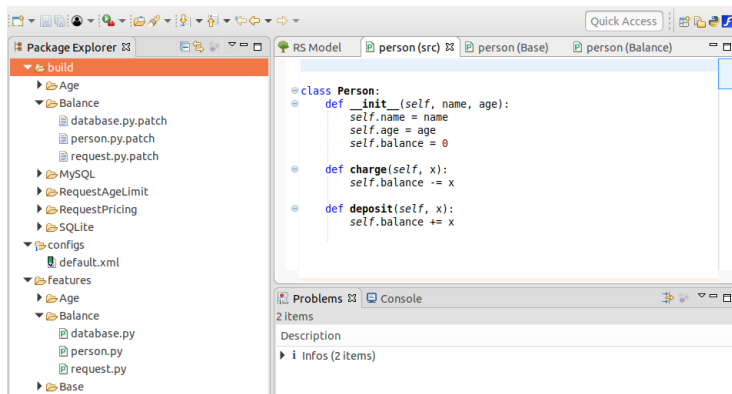 Quick Access
Package Explorer
build
Age
Balance
database.py.patch
person.py.patch
request.py.patch
MySQL
RequestAgeLimit
RequestPricing
SQLite
configs
default.xml
features
Age
Balance
database.py
person.py
request.py
Base
RS Model
person (src)
person (Base)
person (Balance)
class Person:
def __init__(self, name, age):
self.name = name
self.age = age
self.balance = 0
def charge(self, x):
self.balance -= x
def deposit(self, x):
self.balance += x
Problems
Console
2 items
Description
i Infos (2 items)